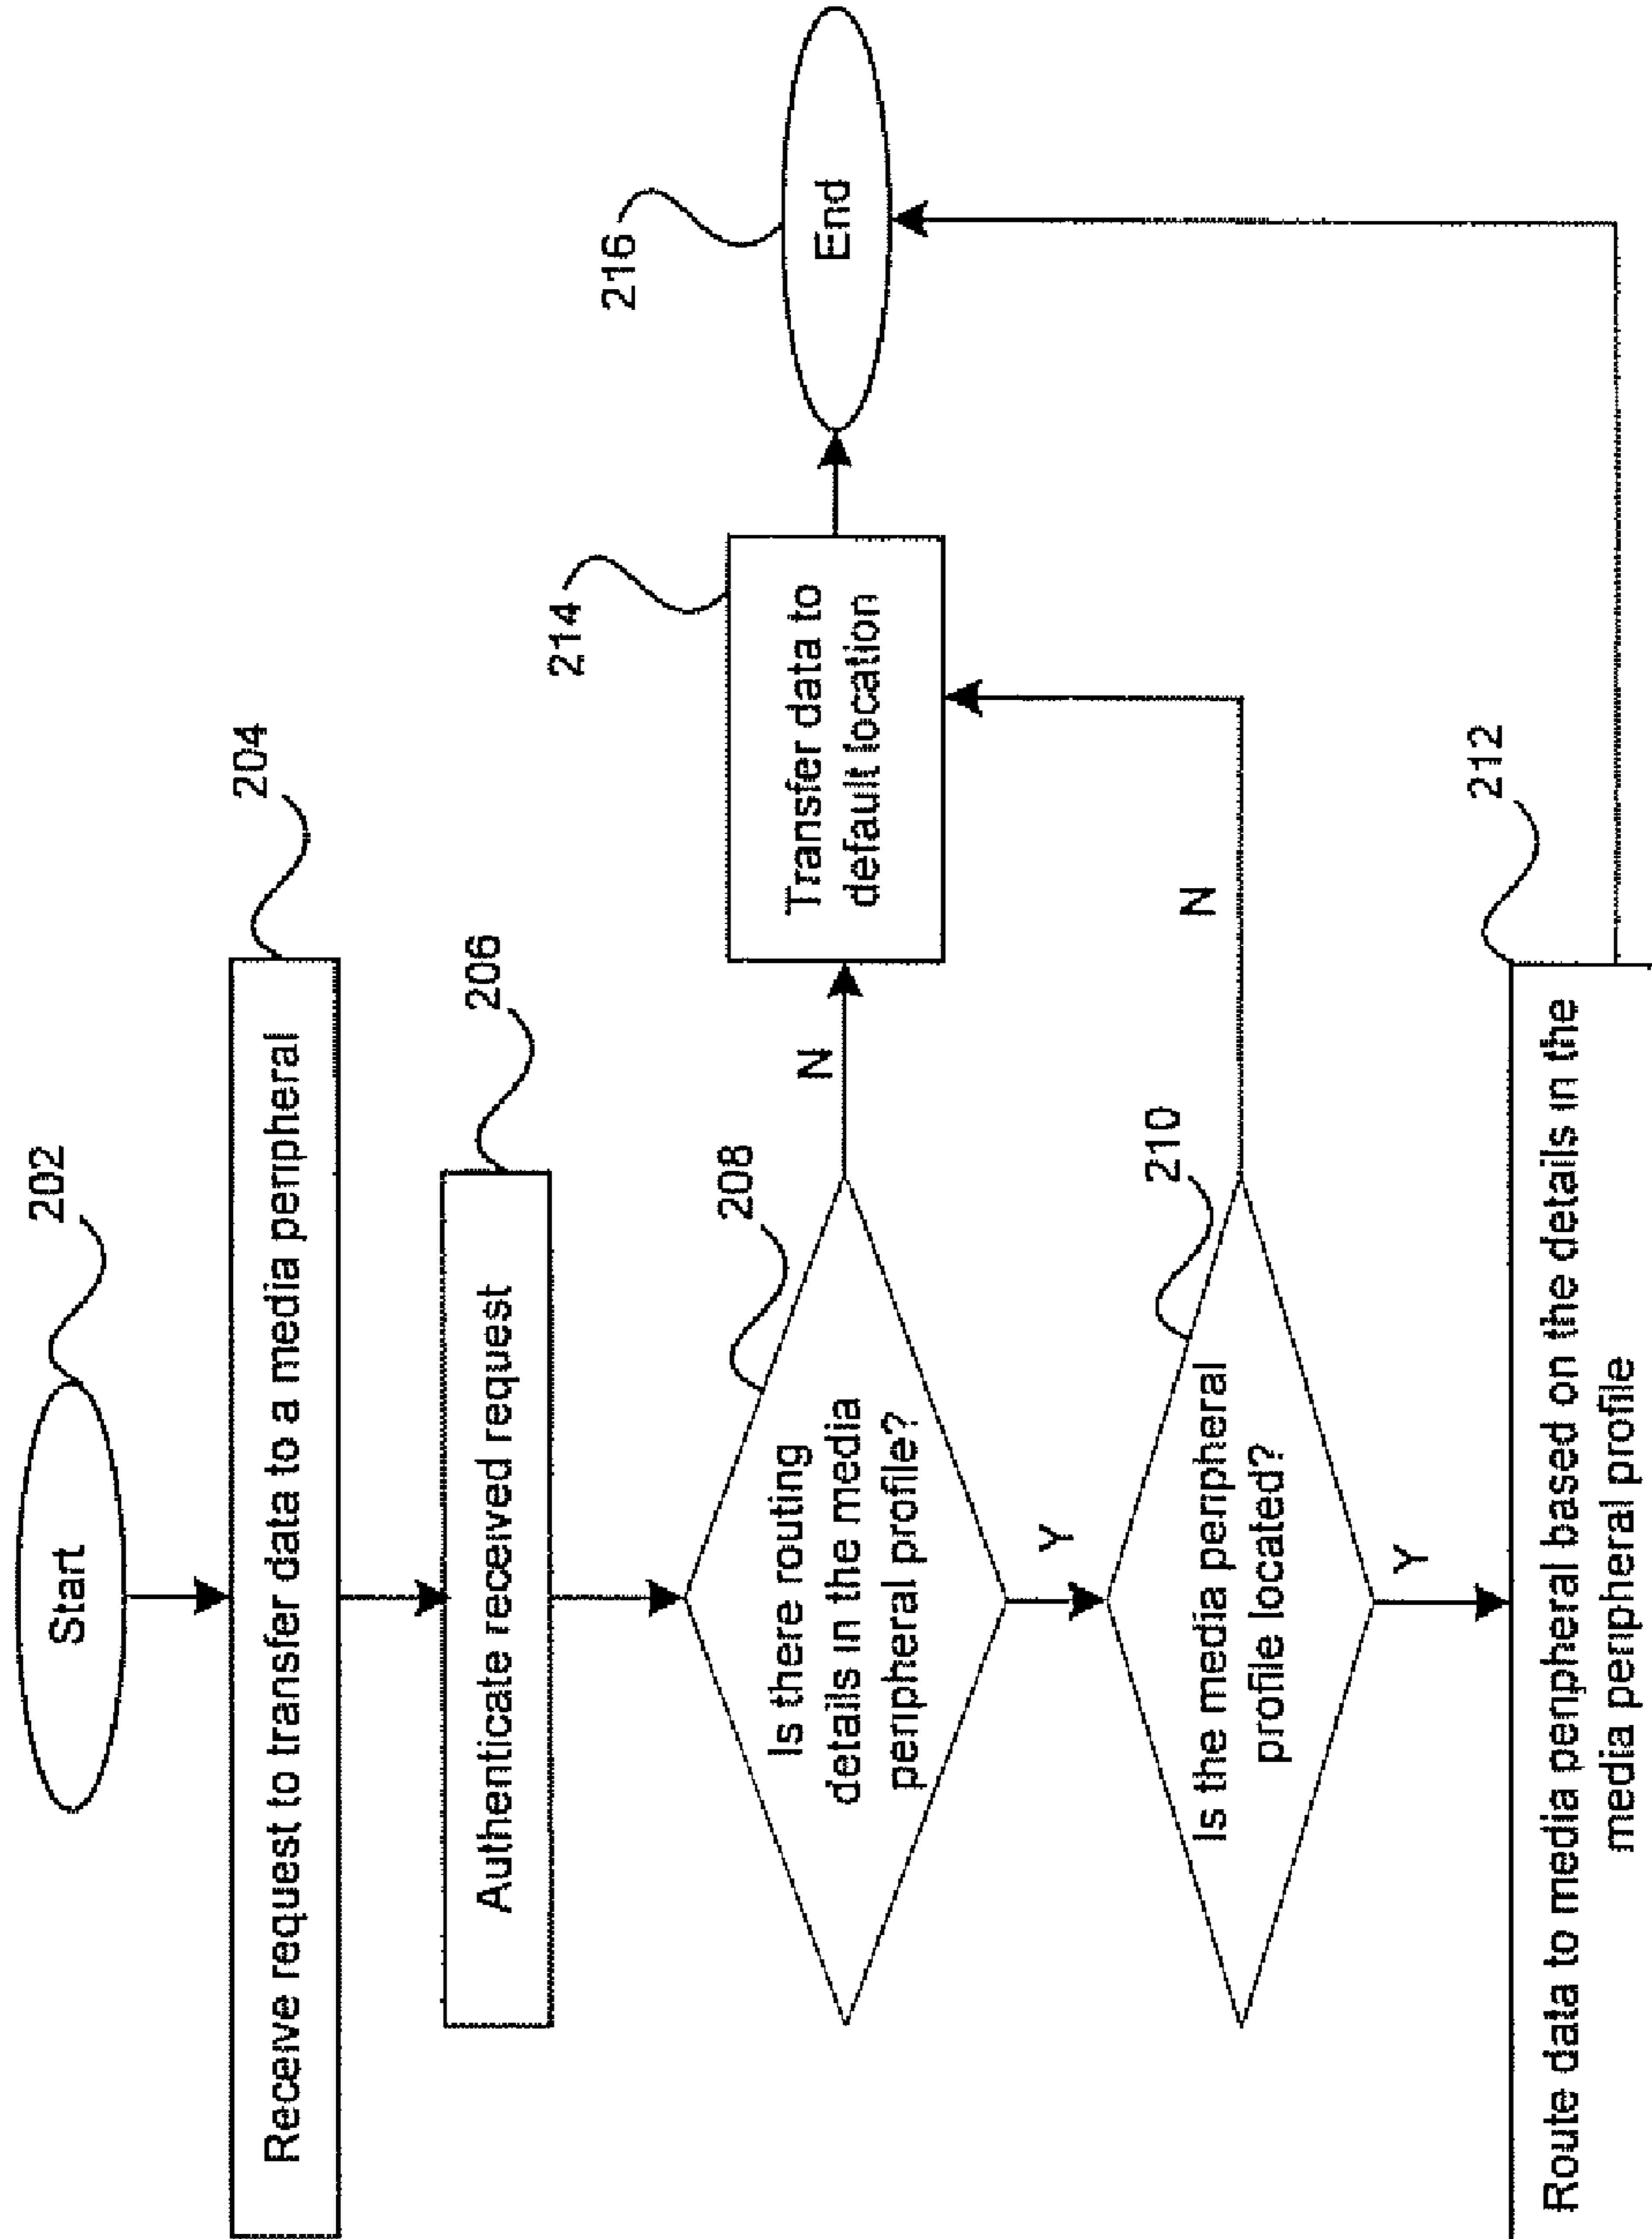 Start
202
Receive request to transfer data to a media peripheral
204
Authenticate received request
206
Is there routing
details in the media
peripheral profile?
208
N
Transfer data to
default location
214
End
216
Y
Is the media peripheral
profile located?
210
N
Y
Route data to media peripheral based on the details in the
media peripheral profile
212